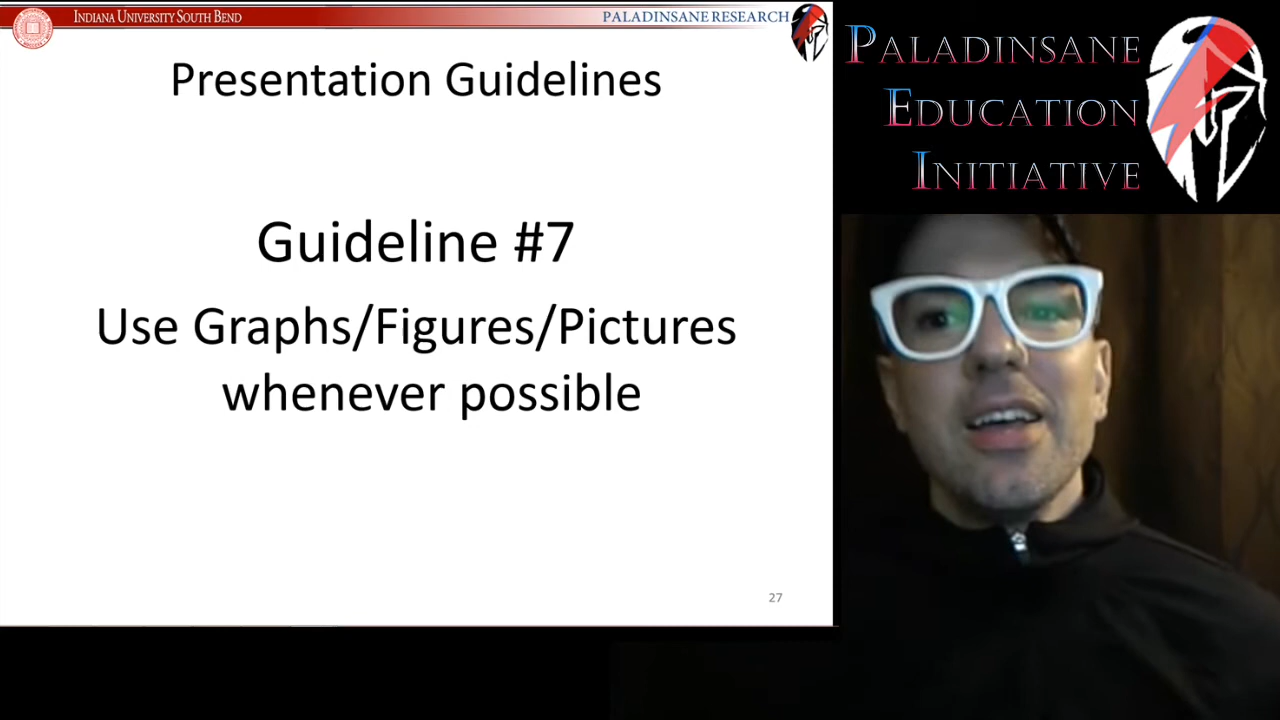 INDIANA UNIVERSITY SOUTH BEND
PALADINSANE RESEARCH
Presentation Guidelines
Guideline #7
Use Graphs/Figures/Pictures
whenever possible
27
PALADINSANE
EDUCATION
INITIATIVE